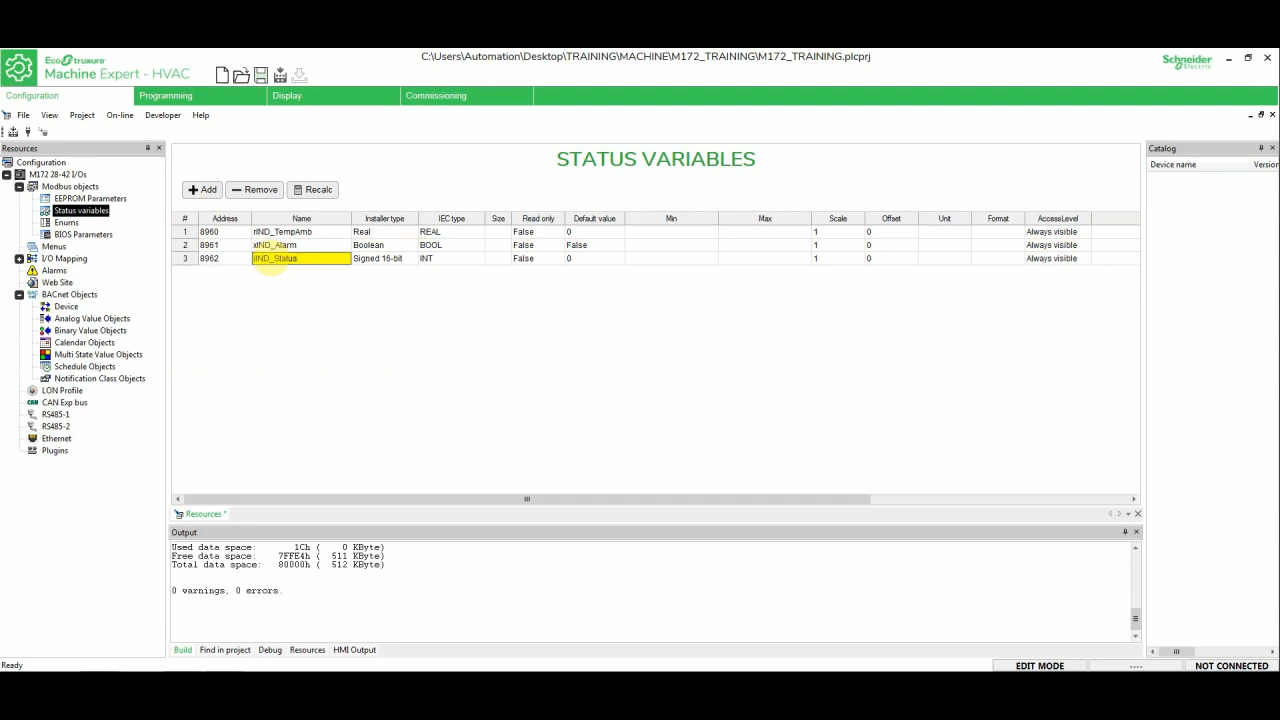 C:\Users\Automation\Desktop\TRAINING\MACHINE\M172_TRAINING\M172_TRAINING.plcprj
EcoStruxure
Machine Expert - HVAC
Schneider
Electric
Configuration Programming Display Commissioning
File View Project On-line Developer Help
Resources
Configuration
M172 28-42 I/Os
Modbus objects
EEPROM Parameters
Status variables
Enums
BIOS Parameters
Menus
I/O Mapping
Alarms
Web Site
BACnet Objects
Device
Analog Value Objects
Binary Value Objects
Calendar Objects
Multi State Value Objects
Schedule Objects
Notification Class Objects
LON Profile
CAN Exp bus
RS485-1
RS485-2
Ethernet
Plugins
STATUS VARIABLES
Add Remove Recalc
# Address Name Installer type IEC type Size Read only Default value Min Max Scale Offset Unit Format AccessLevel
1 8960 rIND_TempAmb Real REAL False 0 1 0 Always visible
2 8961 xIND_Alarm Boolean BOOL False False 1 0 Always visible
3 8962 iIND_Status Signed 16-bit INT False 0 1 0 Always visible
Resources *
Catalog
Device name Version
Output
Used data space: 1Ch ( 0 KByte)
Free data space: 7FFE4h ( 511 KByte)
Total data space: 80000h ( 512 KByte)
0 warnings, 0 errors.
Build Find in project Debug Resources HMI Output
Ready
EDIT MODE ---- NOT CONNECTED